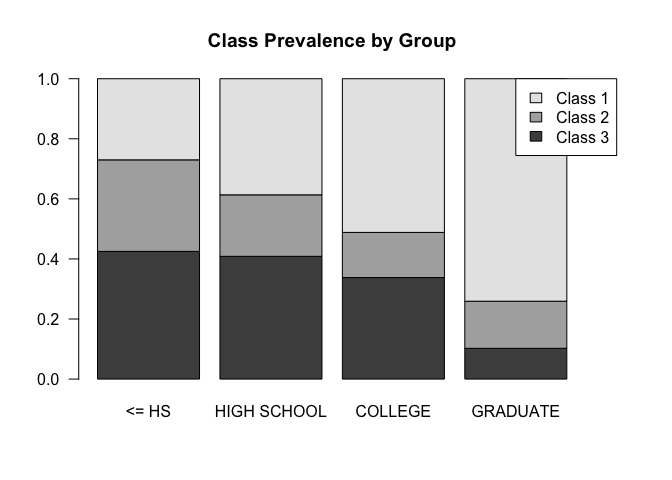 Class Prevalence by Group
1.0
0.8
0.6
0.4
0.2
0.0
Class 1
Class 2
Class 3
<= HS HIGH SCHOOL COLLEGE GRADUATE